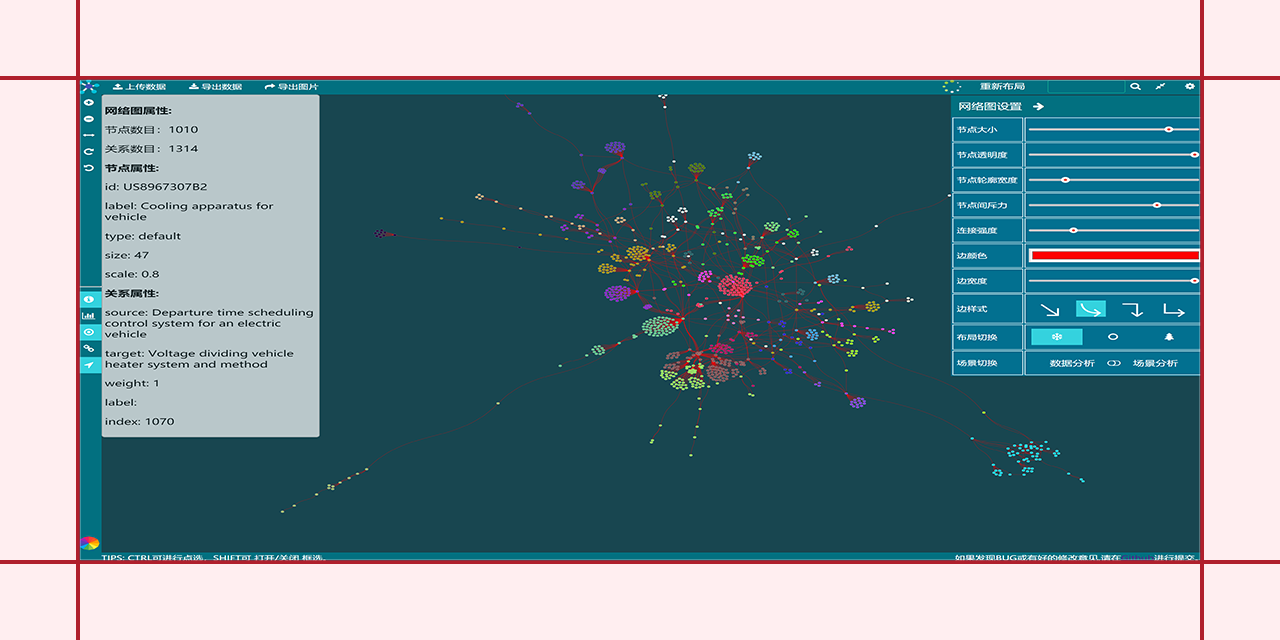 上传数据 导出数据 导出图片 重新布局
网络图属性:
节点数目: 1010
关系数目: 1314
节点属性:
id: US8967307B2
label: Cooling apparatus for
vehicle
type: default
size: 47
scale: 0.8
关系属性:
source: Departure time scheduling
control system for an electric
vehicle
target: Voltage dividing vehicle
heater system and method
weight: 1
label:
index: 1070
网络图设置
节点大小
节点透明度
节点轮廓宽度
节点间斥力
连接强度
边颜色
边宽度
边样式
布局切换
场景切换 数据分析 场景分析
TIPS: CTRL可进行点选、SHIFT可 打开/关闭 框选。
如果发现BUG或有好的修改意见,请在Github进行提交。